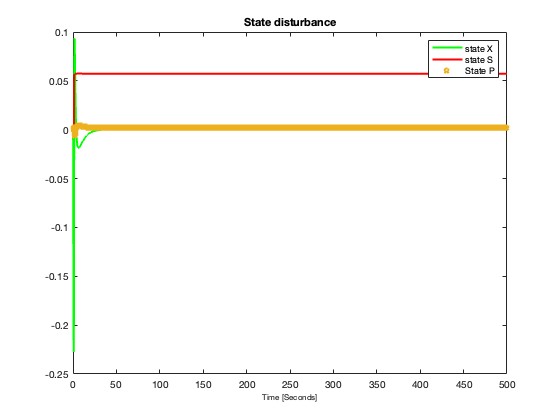 State disturbance
0.1
0.05
0
-0.05
-0.1
-0.15
-0.2
-0.25
state X
state S
State P
0 50 100 150 200 250 300 350 400 450 500
Time [Seconds]